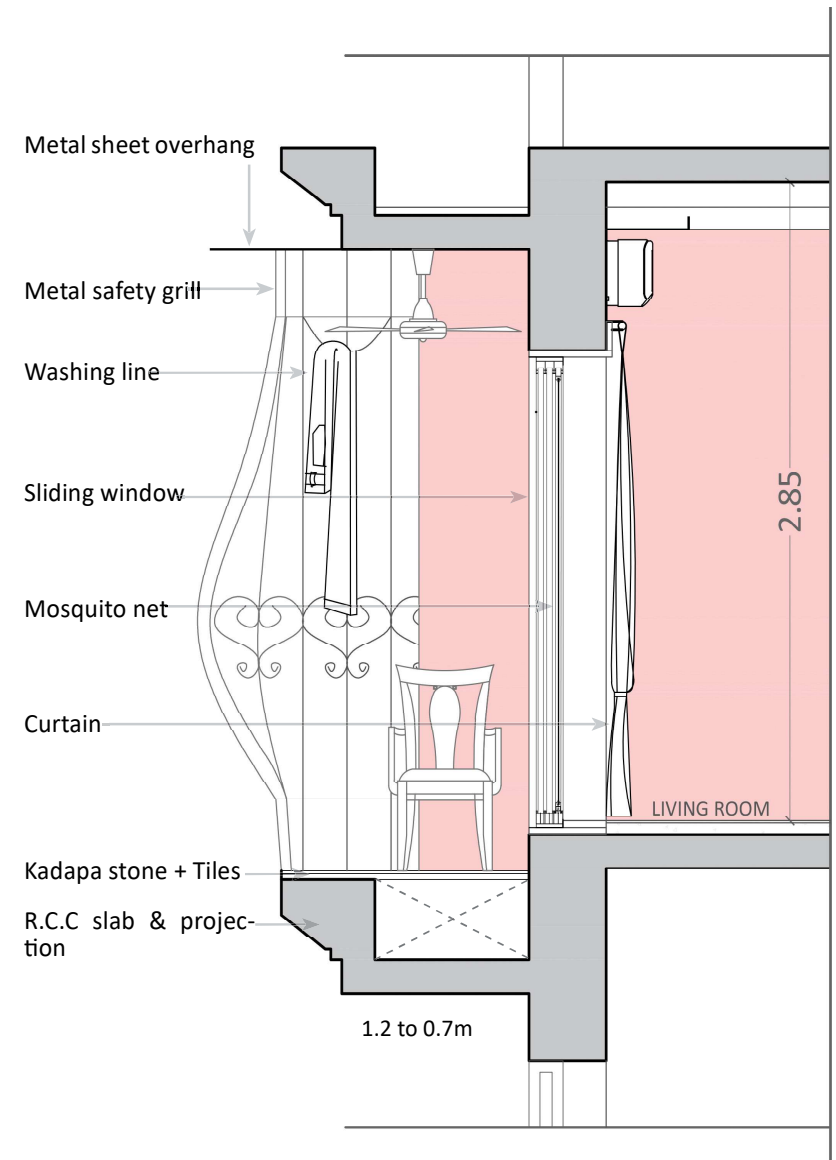 Metal sheet overhang
Metal safety grill
Washing line
Sliding window
2.85
Mosquito net
Curtain
LIVING ROOM
Kadapa stone + Tiles
R.C.C slab & projec-
tion
1.2 to 0.7m